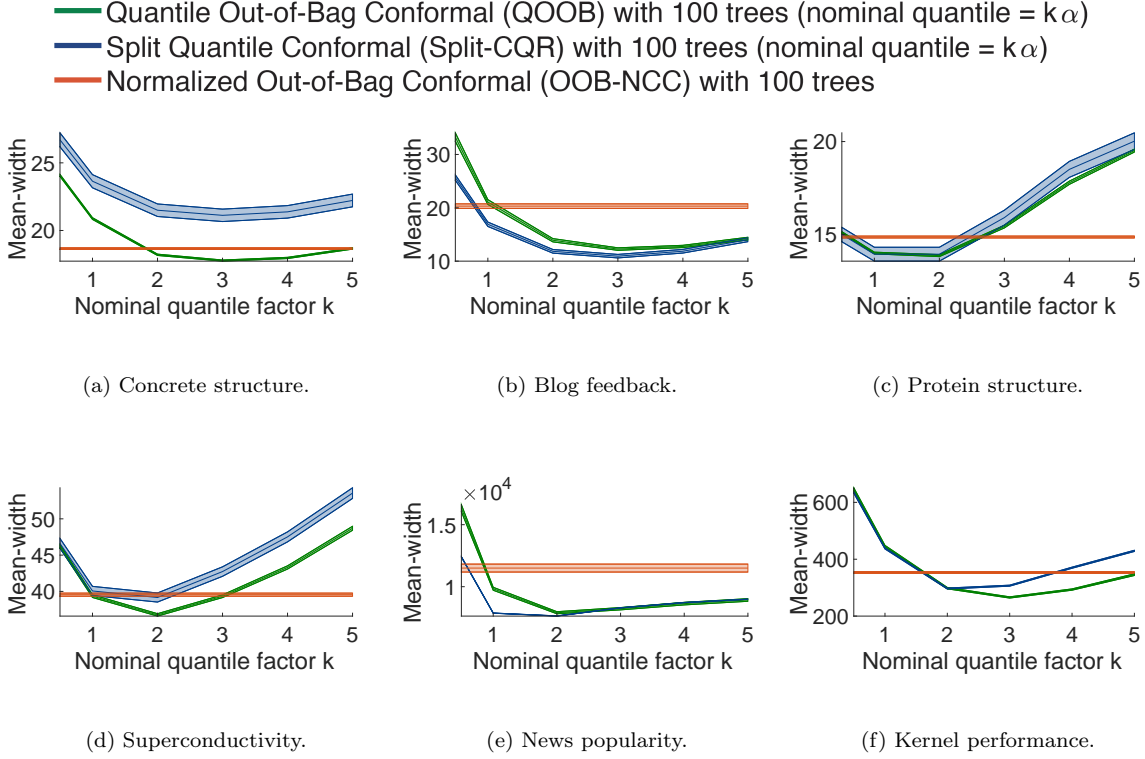 Quantile Out-of-Bag Conformal (QOOB) with 100 trees (nominal quantile = k α)
Split Quantile Conformal (Split-CQR) with 100 trees (nominal quantile = k α)
Normalized Out-of-Bag Conformal (OOB-NCC) with 100 trees
Mean-width
25
20
1 2 3 4 5
Nominal quantile factor k
(a) Concrete structure.
Mean-width
30
20
10
1 2 3 4 5
Nominal quantile factor k
(b) Blog feedback.
Mean-width
20
15
1 2 3 4 5
Nominal quantile factor k
(c) Protein structure.
Mean-width
50
45
40
1 2 3 4 5
Nominal quantile factor k
(d) Superconductivity.
Mean-width
×10⁴
1.5
1
1 2 3 4 5
Nominal quantile factor k
(e) News popularity.
Mean-width
600
400
200
1 2 3 4 5
Nominal quantile factor k
(f) Kernel performance.